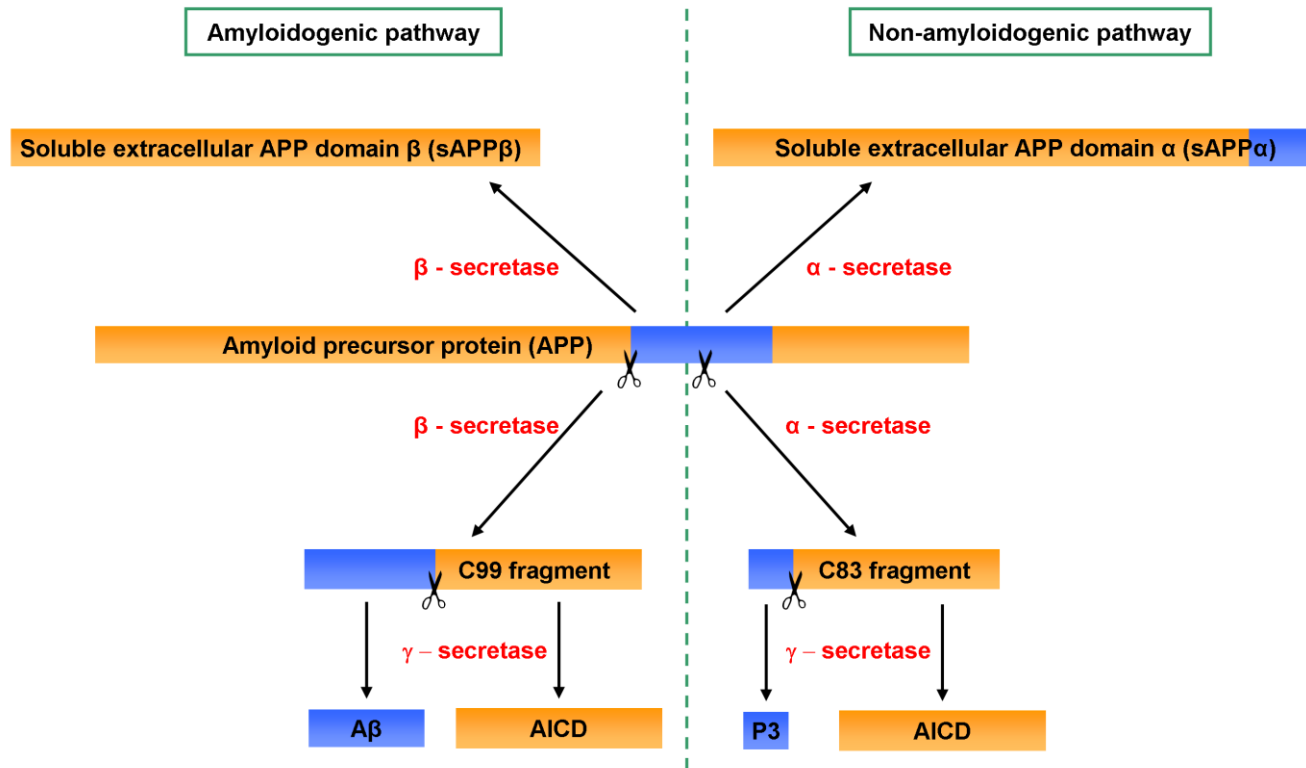 Amyloidogenic pathway
Non-amyloidogenic pathway
Soluble extracellular APP domain β (sAPPβ)
Soluble extracellular APP domain α (sAPPα)
β - secretase
α - secretase
Amyloid precursor protein (APP)
β - secretase
α - secretase
C99 fragment
C83 fragment
γ – secretase
γ – secretase
Aβ
AICD
P3
AICD